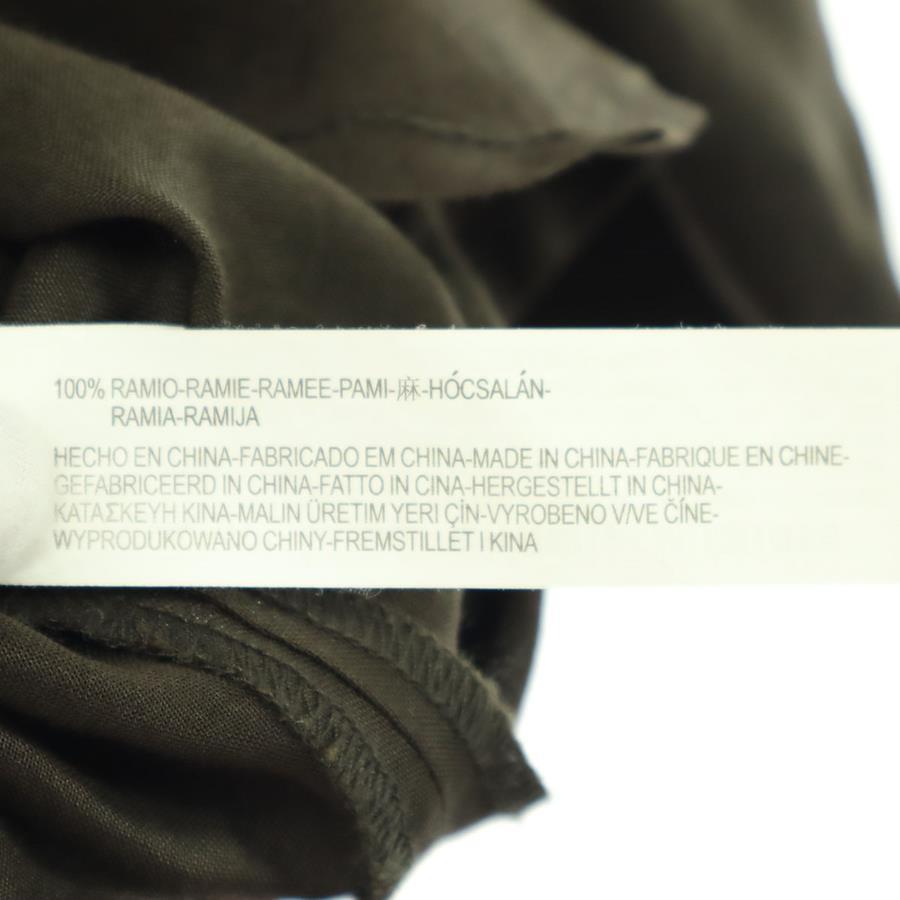 100% RAMIO-RAMIE-RAMEE-РАМІ-麻-HÓCSALÁN-
RAMIA-RAMIJA
HECHO EN CHINA-FABRICADO EM CHINA-MADE IN CHINA-FABRIQUE EN CHINE-
GEFABRICEERD IN CHINA-FATTO IN CINA-HERGESTELLT IN CHINA-
ΚΑΤΑΣΚΕΥΗ ΚΙΝΑ-MALIN ÜRETIM YERI ÇİN-VYROBENO V/VE ČÍNE-
WYPRODUKOWANO CHINY-FREMSTILLET I KINA